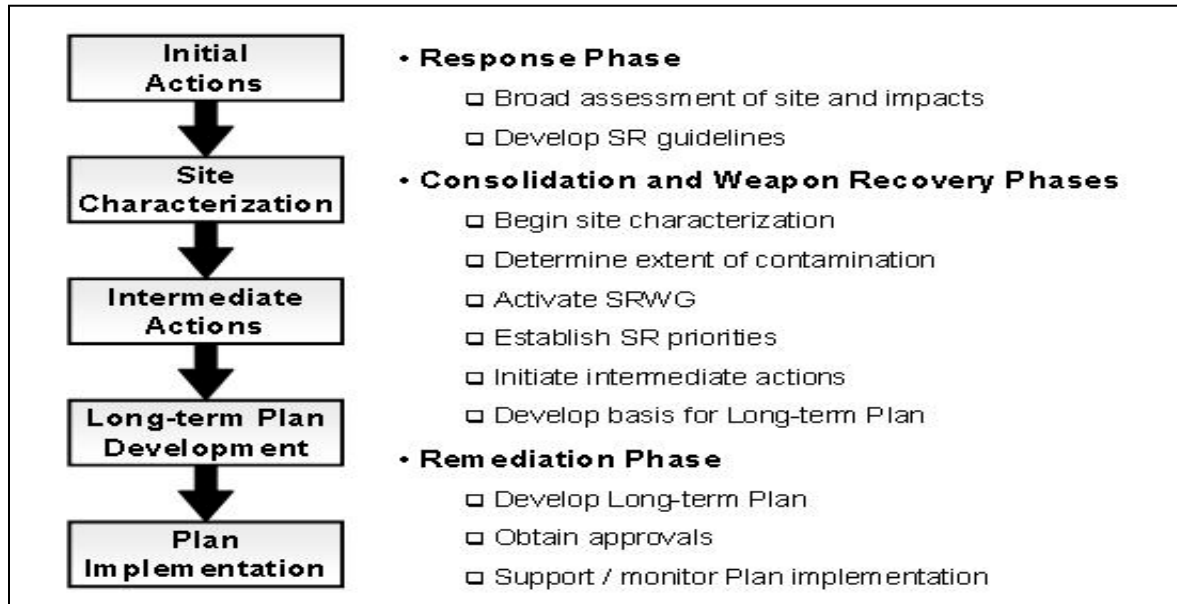 Initial
Actions
Site
Characterization
Intermediate
Actions
Long-term Plan
Development
Plan
Implementation
• Response Phase
❑ Broad assessment of site and impacts
❑ Develop SR guidelines
• Consolidation and Weapon Recovery Phases
❑ Begin site characterization
❑ Determine extent of contamination
❑ Activate SRWG
❑ Establish SR priorities
❑ Initiate intermediate actions
❑ Develop basis for Long-term Plan
• Remediation Phase
❑ Develop Long-term Plan
❑ Obtain approvals
❑ Support / monitor Plan implementation